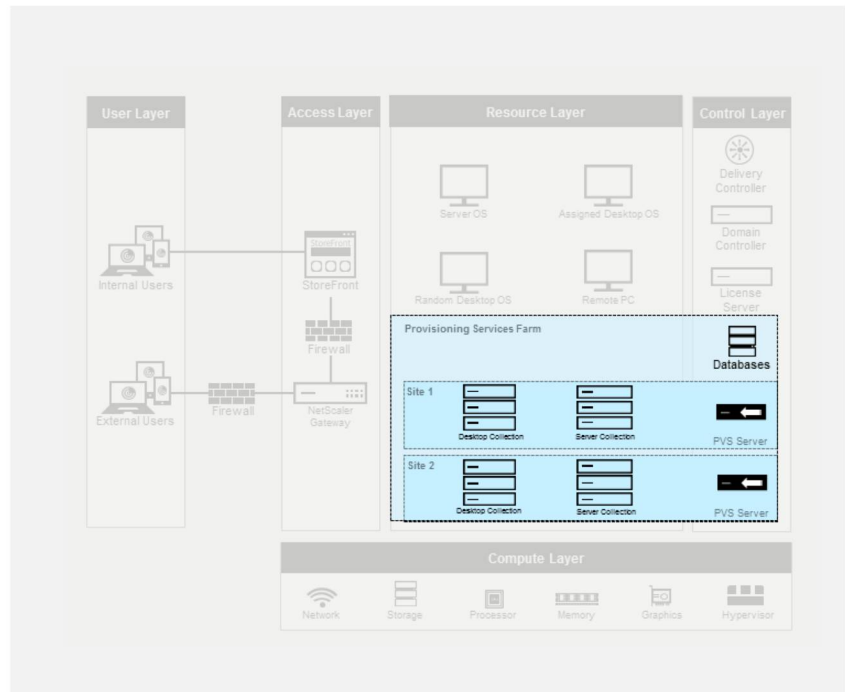 User Layer
Access Layer
Resource Layer
Control Layer
Delivery
Controller
Server OS
Assigned Desktop OS
Domain
Controller
StoreFront
Internal Users
StoreFront
Random Desktop OS
Remote PC
License
Server
Firewall
Provisioning Services Farm
Databases
External Users
Firewall
NetScaler
Gateway
Site 1
Desktop Collection
Server Collection
PVS Server
Site 2
Desktop Collection
Server Collection
PVS Server
Compute Layer
Network
Storage
Processor
Memory
Graphics
Hypervisor